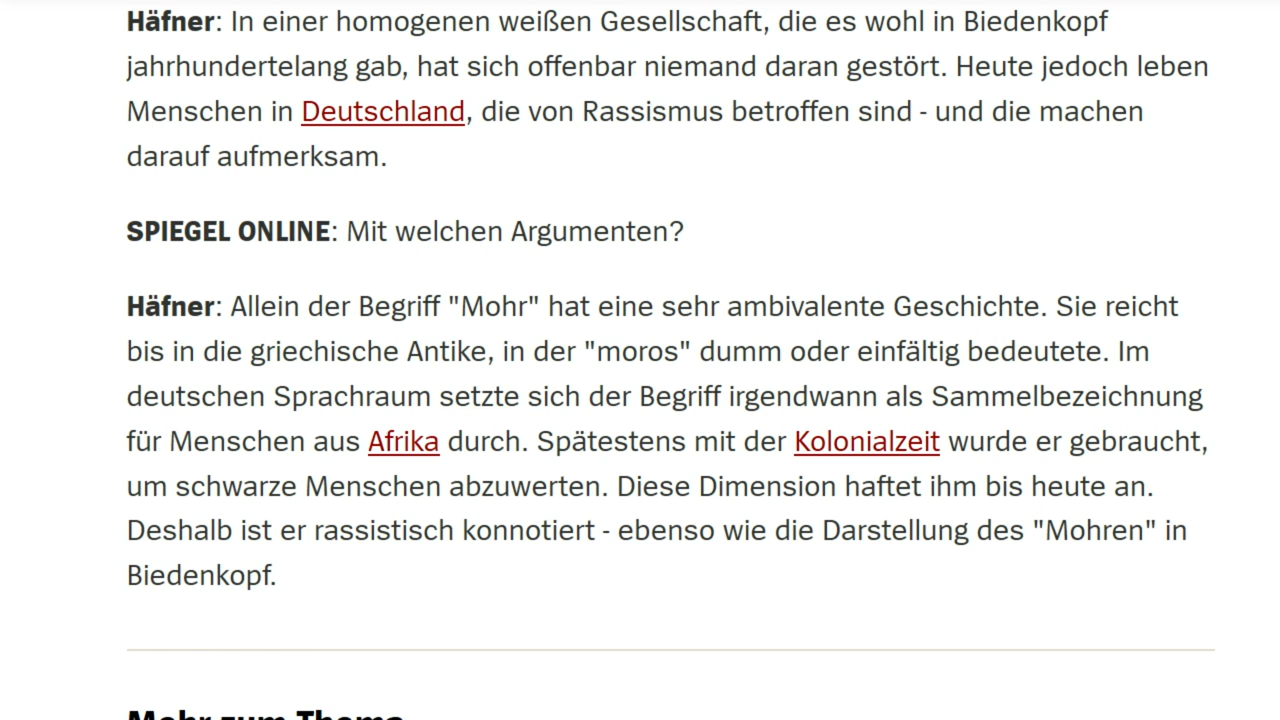 Häfner: In einer homogenen weißen Gesellschaft, die es wohl in Biedenkopf
jahrhundertelang gab, hat sich offenbar niemand daran gestört. Heute jedoch leben
Menschen in Deutschland, die von Rassismus betroffen sind - und die machen
darauf aufmerksam.
SPIEGEL ONLINE: Mit welchen Argumenten?
Häfner: Allein der Begriff "Mohr" hat eine sehr ambivalente Geschichte. Sie reicht
bis in die griechische Antike, in der "moros" dumm oder einfältig bedeutete. Im
deutschen Sprachraum setzte sich der Begriff irgendwann als Sammelbezeichnung
für Menschen aus Afrika durch. Spätestens mit der Kolonialzeit wurde er gebraucht,
um schwarze Menschen abzuwerten. Diese Dimension haftet ihm bis heute an.
Deshalb ist er rassistisch konnotiert - ebenso wie die Darstellung des "Mohren" in
Biedenkopf.
Mehr zum Thema